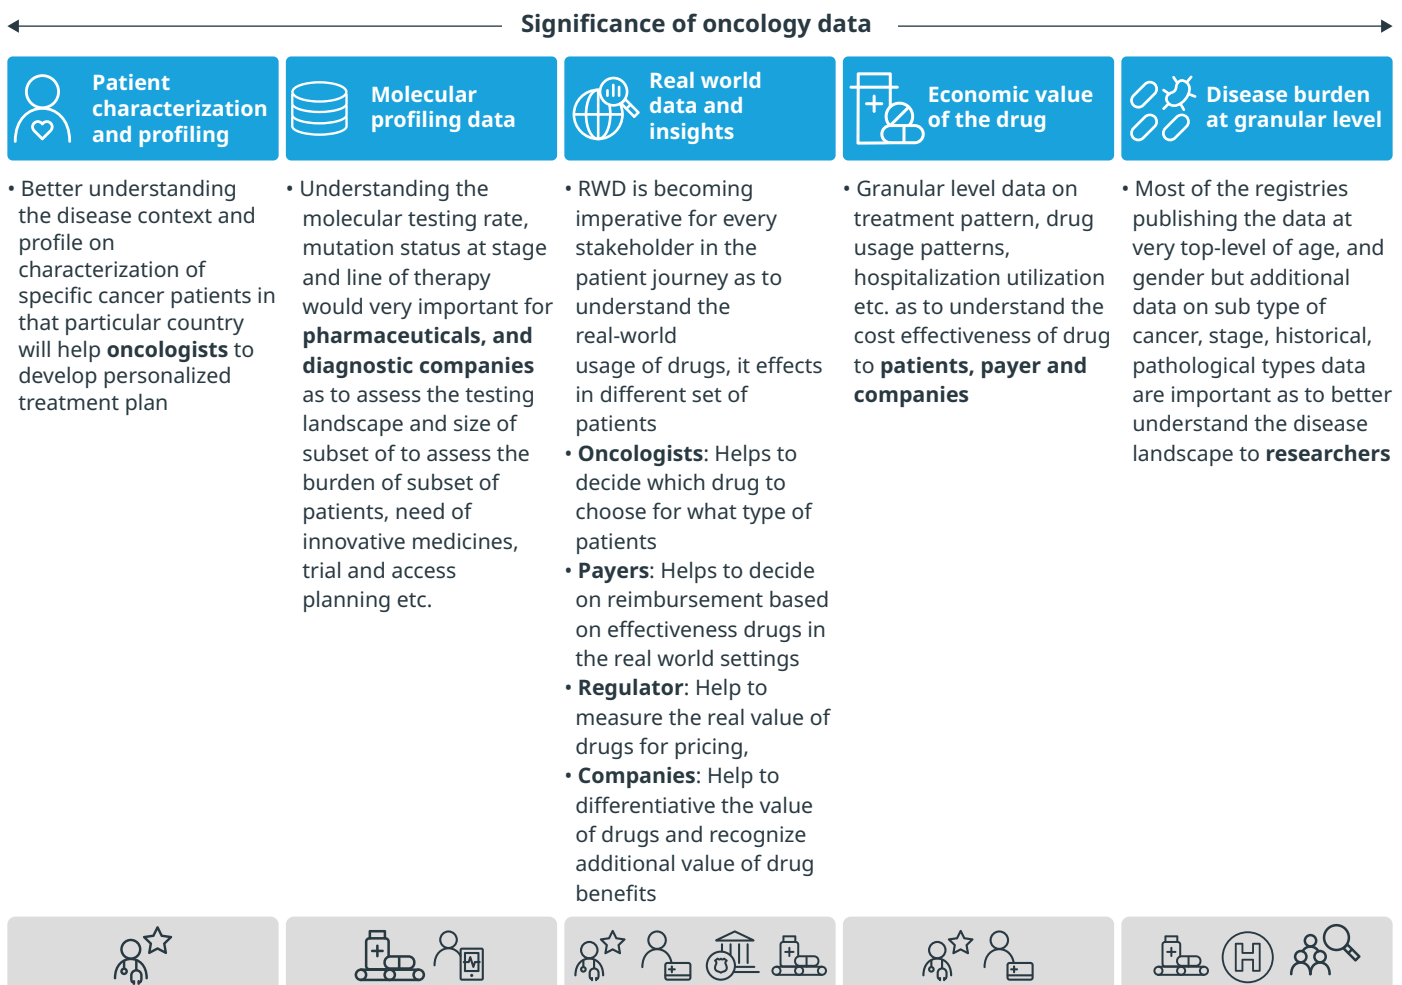 Significance of oncology data
Patient
characterization
and profiling
• Better understanding
the disease context and
profile on
characterization of
specific cancer patients in
that particular country
will help oncologists to
develop personalized
treatment plan
Molecular
profiling data
• Understanding the
molecular testing rate,
mutation status at stage
and line of therapy
would very important for
pharmaceuticals, and
diagnostic companies
as to assess the testing
landscape and size of
subset of to assess the
burden of subset of
patients, need of
innovative medicines,
trial and access
planning etc.
Real world
data and
insights
• RWD is becoming
imperative for every
stakeholder in the
patient journey as to
understand the
real-world
usage of drugs, it effects
in different set of
patients
• Oncologists: Helps to
decide which drug to
choose for what type of
patients
• Payers: Helps to decide
on reimbursement based
on effectiveness drugs in
the real world settings
• Regulator: Help to
measure the real value of
drugs for pricing,
• Companies: Help to
differentiative the value
of drugs and recognize
additional value of drug
benefits
Economic value
of the drug
• Granular level data on
treatment pattern, drug
usage patterns,
hospitalization utilization
etc. as to understand the
cost effectiveness of drug
to patients, payer and
companies
Disease burden
at granular level
• Most of the registries
publishing the data at
very top-level of age, and
gender but additional
data on sub type of
cancer, stage, historical,
pathological types data
are important as to better
understand the disease
landscape to researchers
H